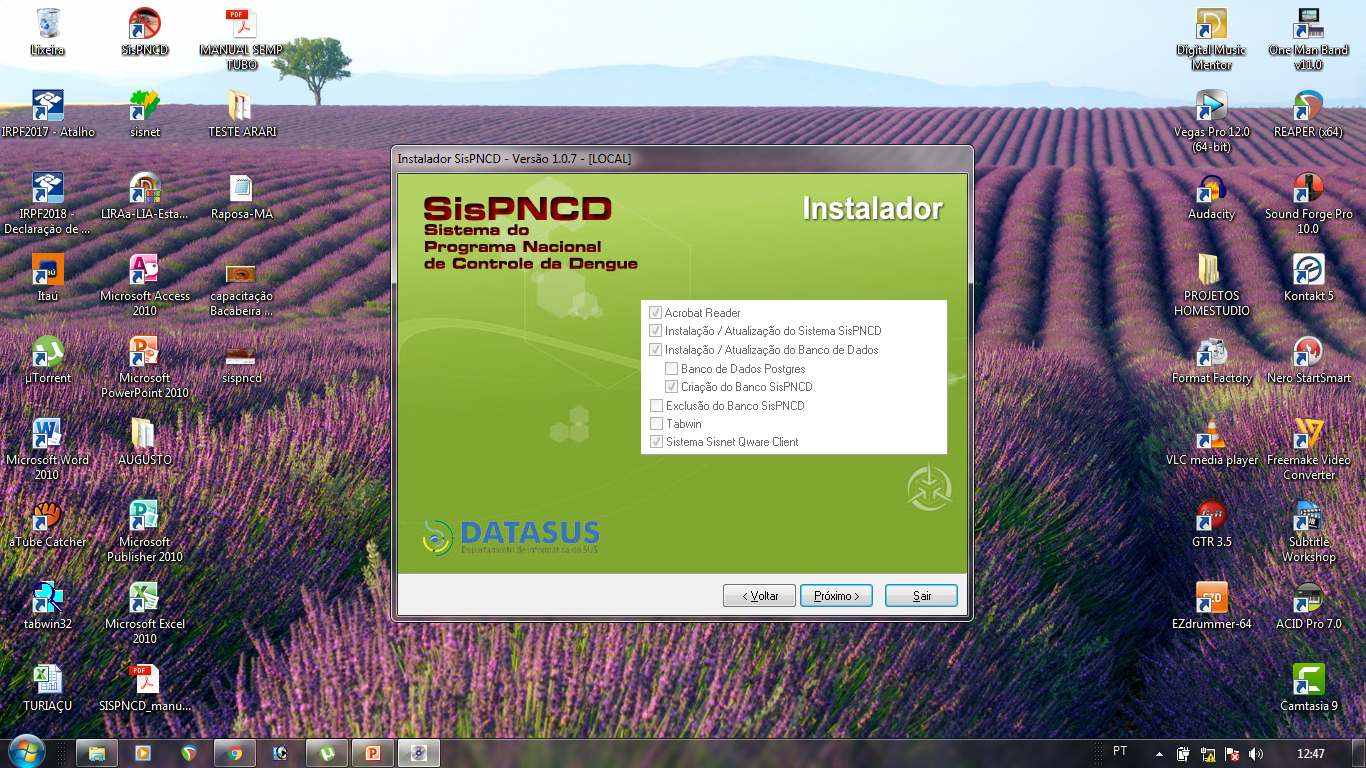 Lixeira
SisPNCD
MANUAL SEMP
TUBO
IRPF2017 - Atalho
sisnet
TESTE ARARI
IRPF2018 -
Declaração de ...
LIRAa-LIA-Esta...
Raposa-MA
Itaú
Microsoft Access
2010
capacitação
Bacabeira ...
µTorrent
Microsoft
PowerPoint 2010
sispncd
Microsoft Word
2010
AUGUSTO
aTube Catcher
Microsoft
Publisher 2010
tabwin32
Microsoft Excel
2010
TURIAÇU
SISPNCD_manu...
Instalador SisPNCD - Versão 1.0.7 - [LOCAL]
SisPNCD
Sistema do
Programa Nacional
de Controle da Dengue
Instalador
Acrobat Reader
Instalação / Atualização do Sistema SisPNCD
Instalação / Atualização do Banco de Dados
Banco de Dados Postgres
Criação do Banco SisPNCD
Exclusão do Banco SisPNCD
Tabwin
Sistema Sisnet Qware Client
DATASUS
Departamento de Informática do SUS
< Voltar
Próximo >
Sair
Digital Music
Mentor
One Man Band
v11.0
Vegas Pro 12.0
(64-bit)
REAPER (x64)
Audacity
Sound Forge Pro
10.0
PROJETOS
HOMESTUDIO
Kontakt 5
Format Factory
Nero StartSmart
VLC media player
Freemake Video
Converter
GTR 3.5
Subtitle
Workshop
EZdrummer-64
ACID Pro 7.0
Camtasia 9
PT
12:47